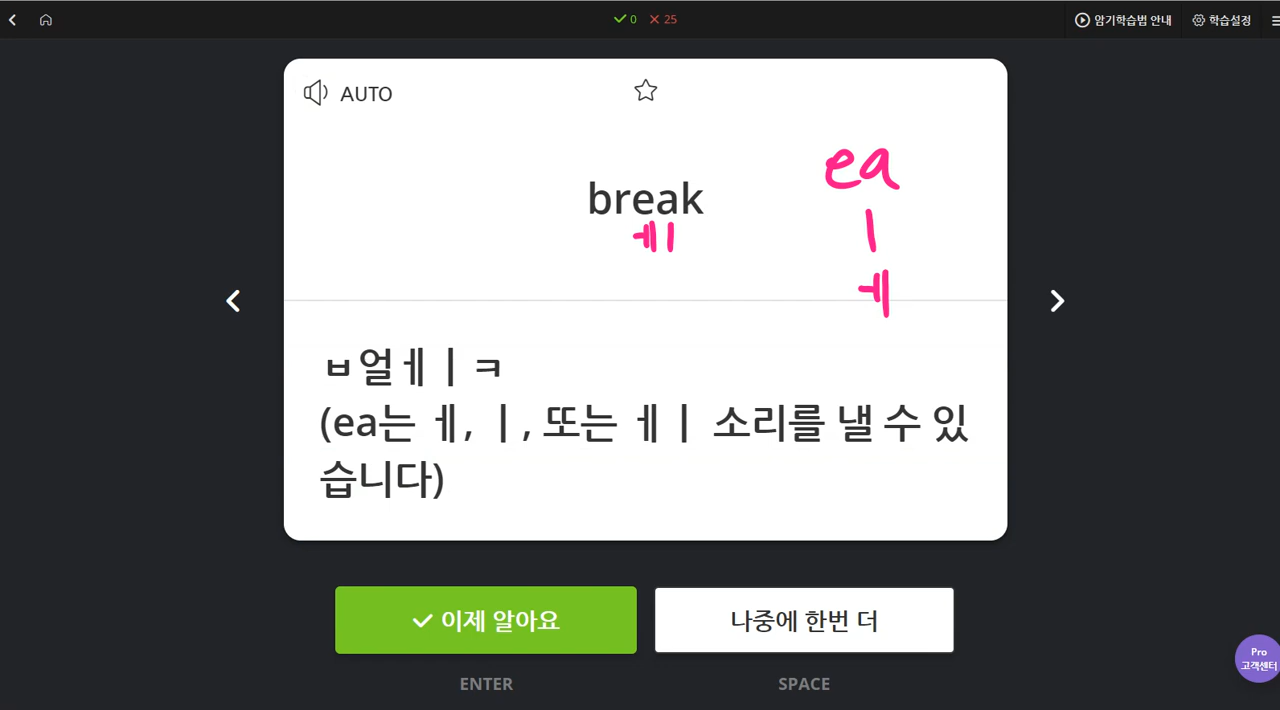 0 25 암기학습법 안내 학습설정
AUTO
break
ㅔㅣ
ea
ㅣ
ㅔ
ㅂ얼ㅔㅣㅋ
(ea는 ㅔ, ㅣ, 또는 ㅔㅣ 소리를 낼 수 있
습니다)
이제 알아요 나중에 한번 더
ENTER SPACE
Pro
고객센터